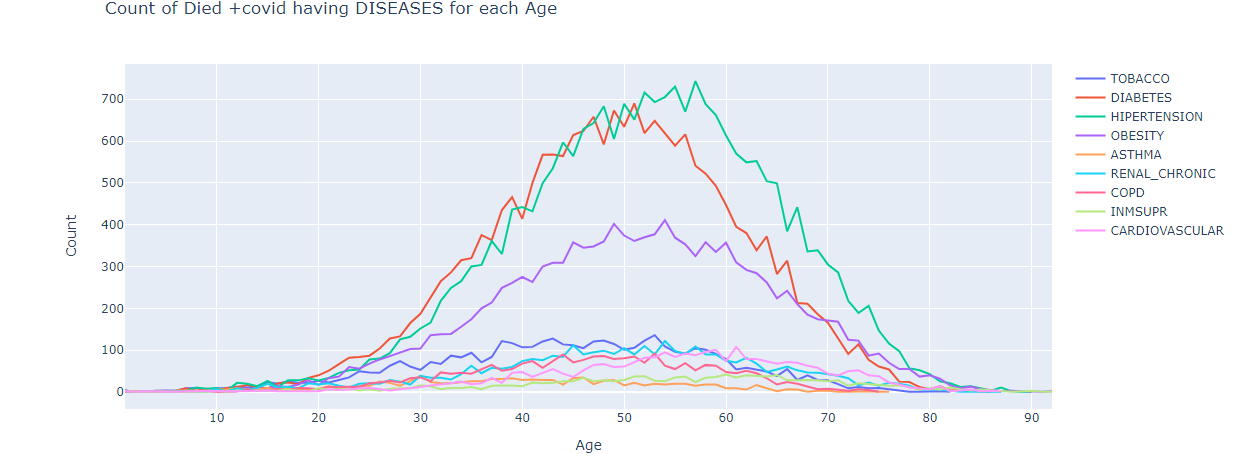 Count of Died +covid having DISEASES for each Age
Count
700
600
500
400
300
200
100
0
10
20
30
40
50
60
70
80
90
Age
TOBACCO
DIABETES
HIPERTENSION
OBESITY
ASTHMA
RENAL_CHRONIC
COPD
INMSUPR
CARDIOVASCULAR